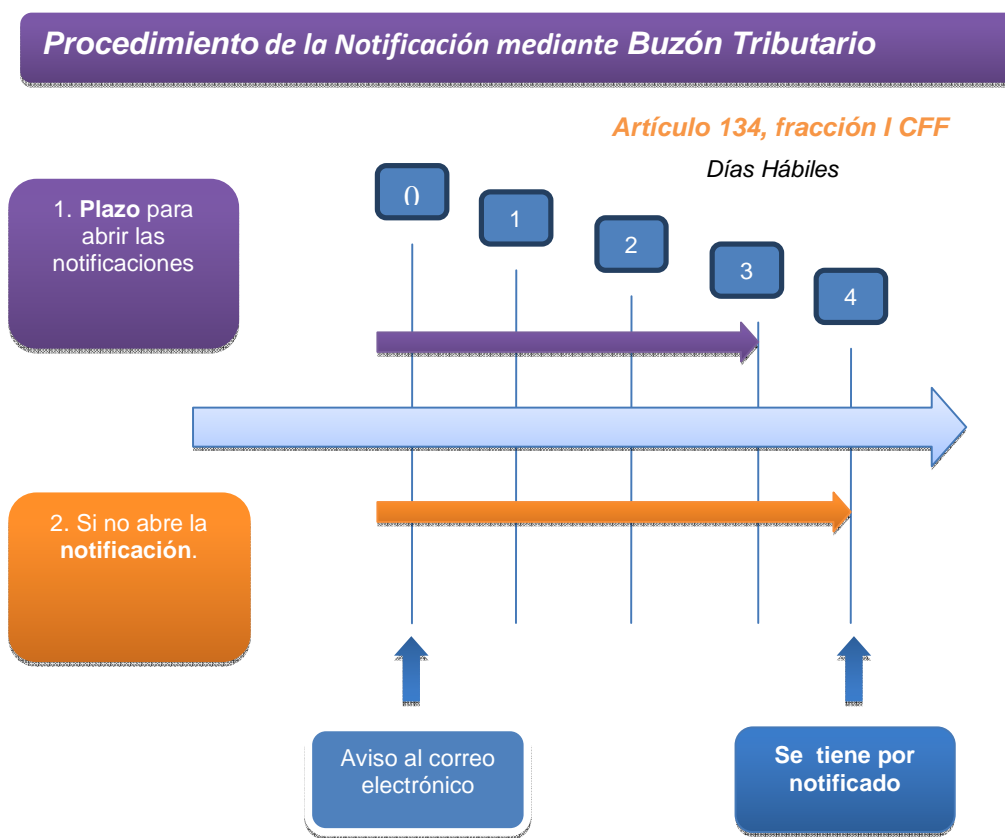 Procedimiento de la Notificación mediante Buzón Tributario
Artículo 134, fracción I CFF
Días Hábiles
1. Plazo para
abrir las
notificaciones
0
1
2
3
4
2. Si no abre la
notificación.
Aviso al correo
electrónico
Se tiene por
notificado